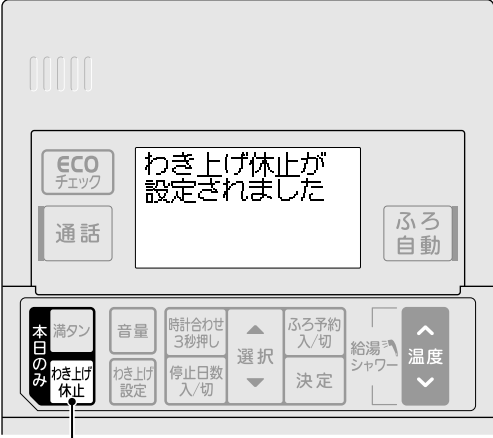 ECO
チェック
わき上げ休止が
設定されました
通話
ふろ
自動
本日のみ
満タン
わき上げ
休止
音量
わき上げ
設定
時計合わせ
3秒押し
停止日数
入/切
選択
ふろ予約
入/切
決定
給湯
シャワー
温度